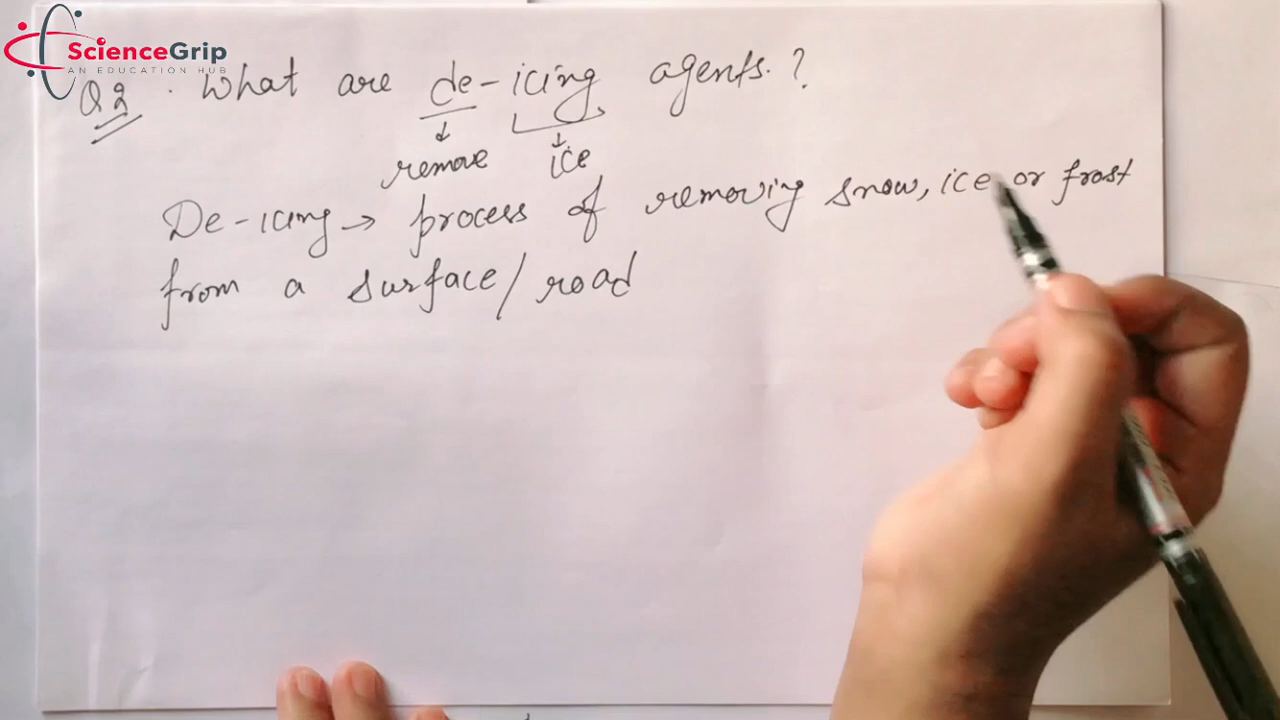 ScienceGrip
AN EDUCATION HUB
Q2. What are de-icing agents.?
remove ice
De-icing → process of removing snow, ice or frost
from a surface/road